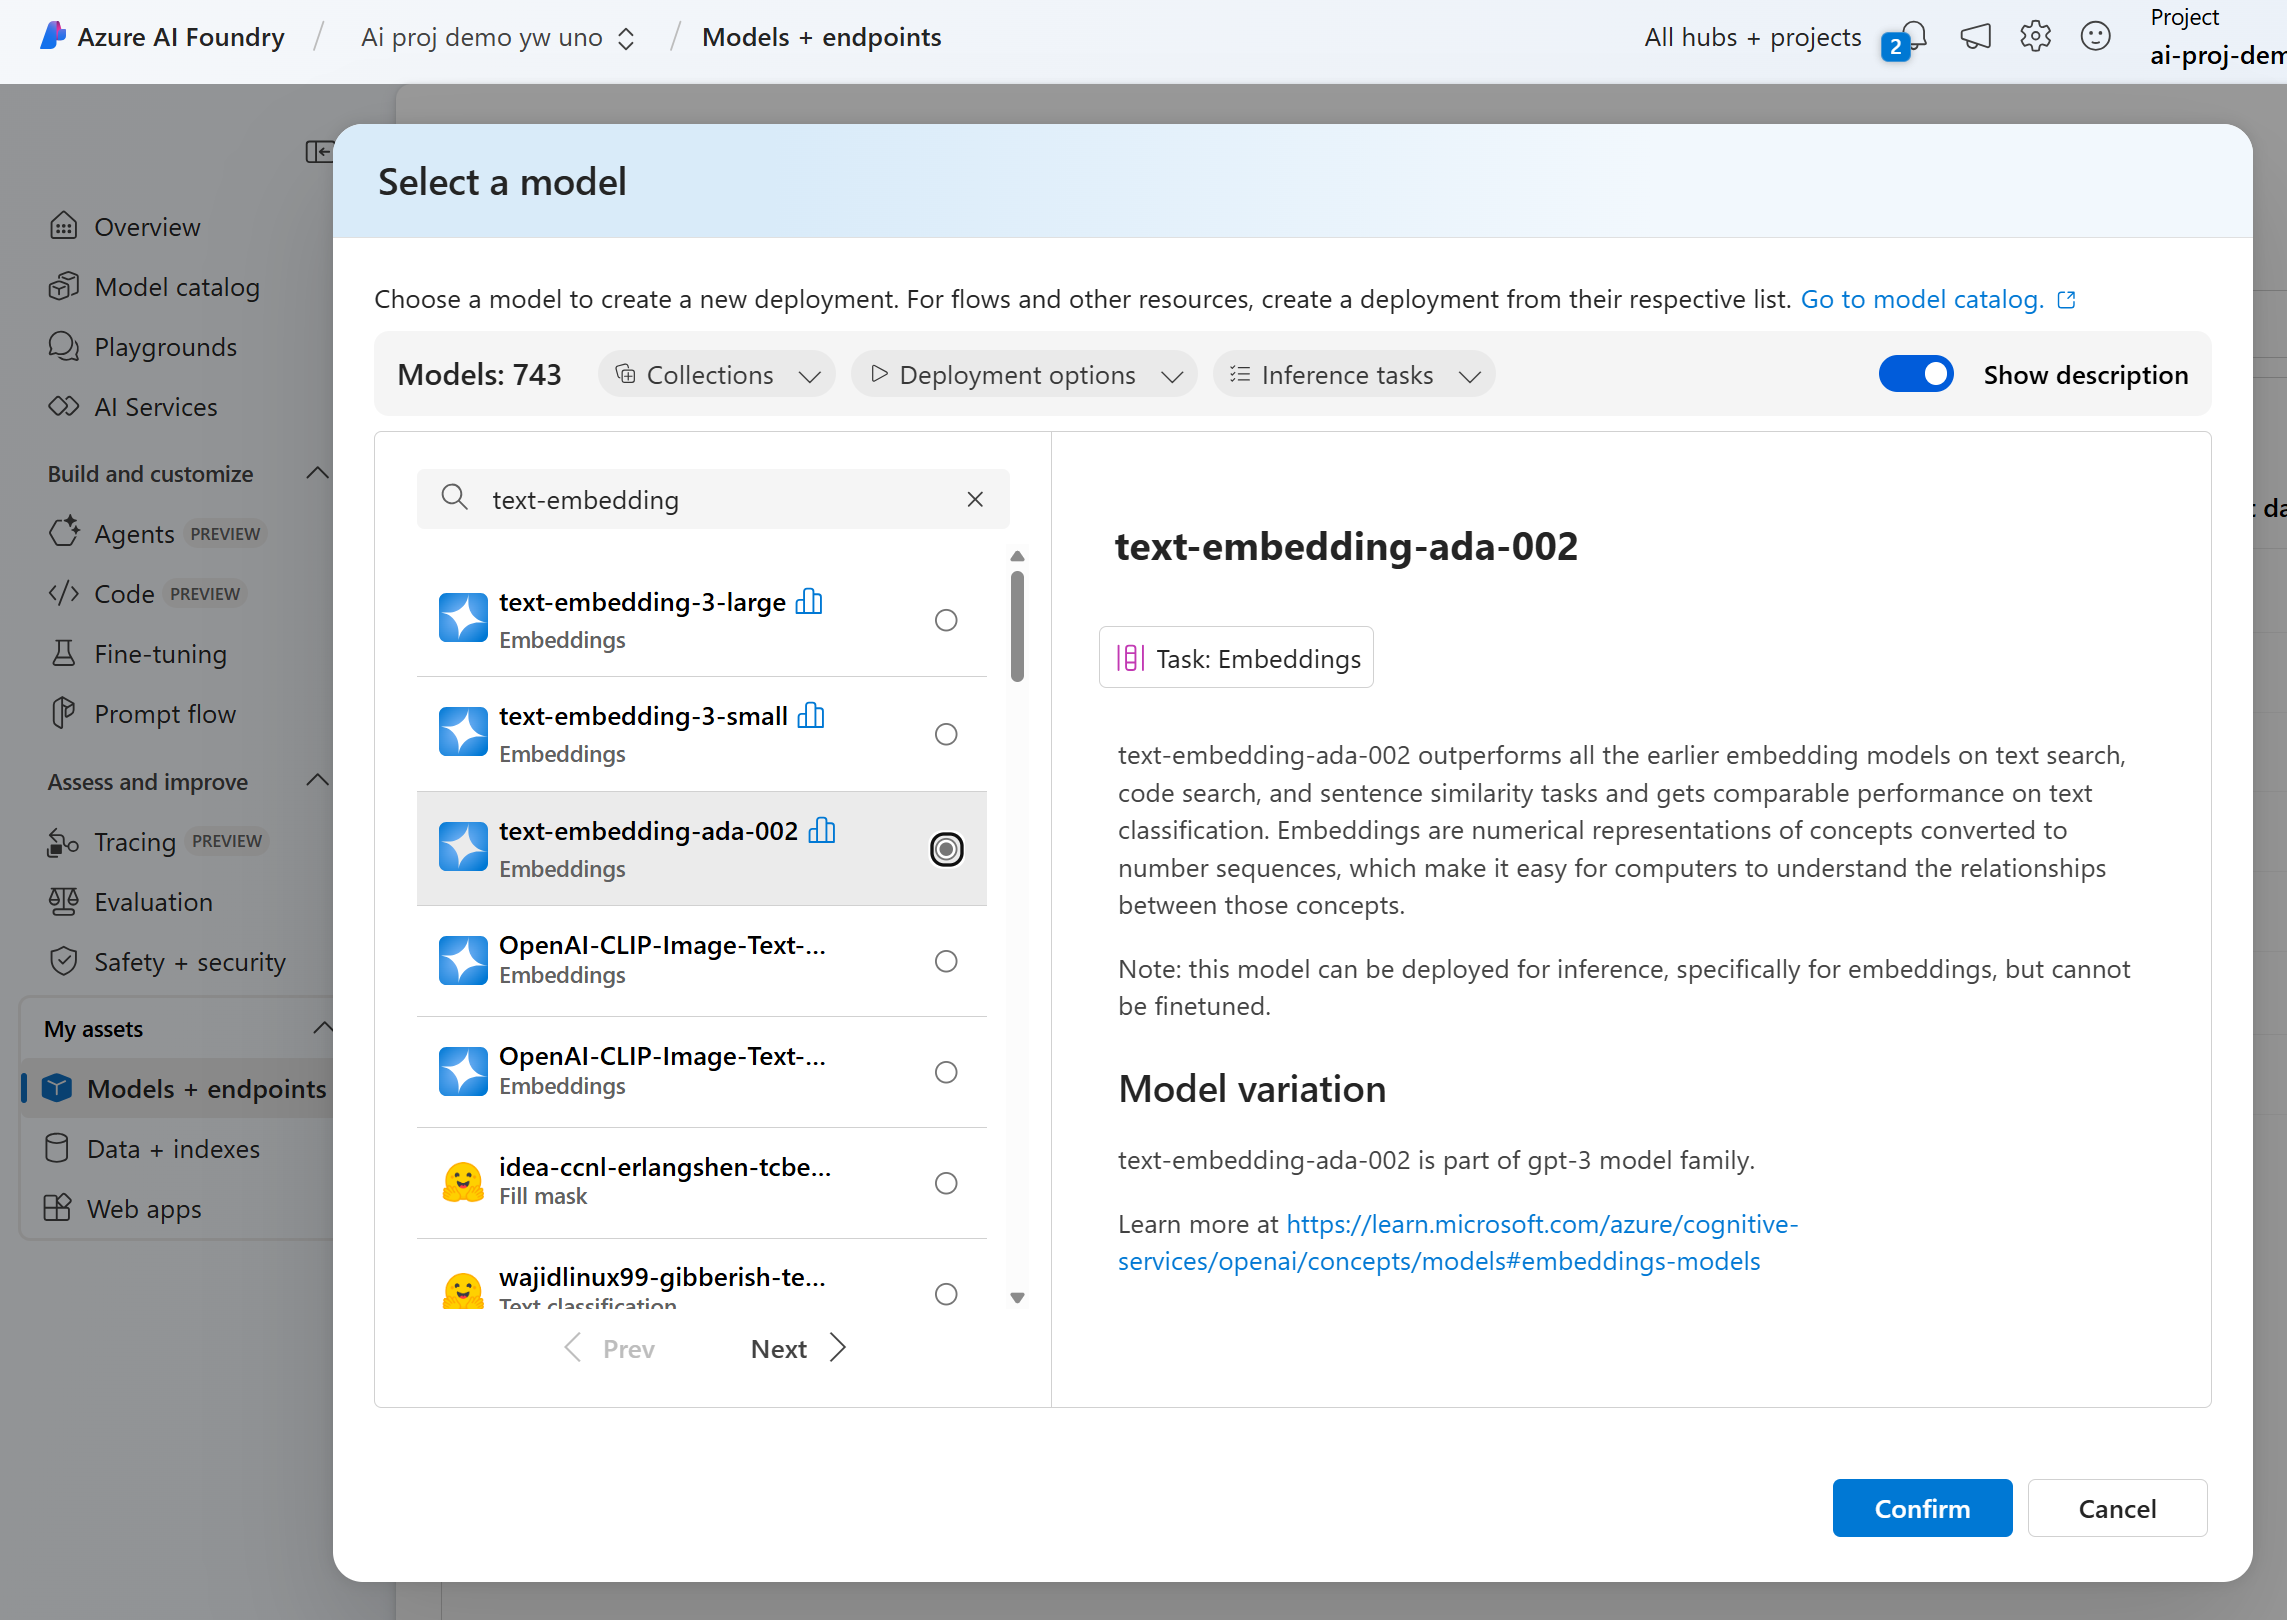 Azure AI Foundry / Ai proj demo yw uno / Models + endpoints
All hubs + projects
2
Project
ai-proj-dem
Overview
Model catalog
Playgrounds
AI Services
Build and customize
Agents PREVIEW
Code PREVIEW
Fine-tuning
Prompt flow
Assess and improve
Tracing PREVIEW
Evaluation
Safety + security
My assets
Models + endpoints
Data + indexes
Web apps
Select a model
Choose a model to create a new deployment. For flows and other resources, create a deployment from their respective list. Go to model catalog.
Models: 743
Collections
Deployment options
Inference tasks
Show description
text-embedding
text-embedding-3-large
Embeddings
text-embedding-3-small
Embeddings
text-embedding-ada-002
Embeddings
OpenAI-CLIP-Image-Text-...
Embeddings
OpenAI-CLIP-Image-Text-...
Embeddings
idea-ccnl-erlangshen-tcbe...
Fill mask
wajidlinux99-gibberish-te...
Text classification
Prev
Next
text-embedding-ada-002
Task: Embeddings
text-embedding-ada-002 outperforms all the earlier embedding models on text search,
code search, and sentence similarity tasks and gets comparable performance on text
classification. Embeddings are numerical representations of concepts converted to
number sequences, which make it easy for computers to understand the relationships
between those concepts.
Note: this model can be deployed for inference, specifically for embeddings, but cannot
be finetuned.
Model variation
text-embedding-ada-002 is part of gpt-3 model family.
Learn more at https://learn.microsoft.com/azure/cognitive-
services/openai/concepts/models#embeddings-models
Confirm
Cancel